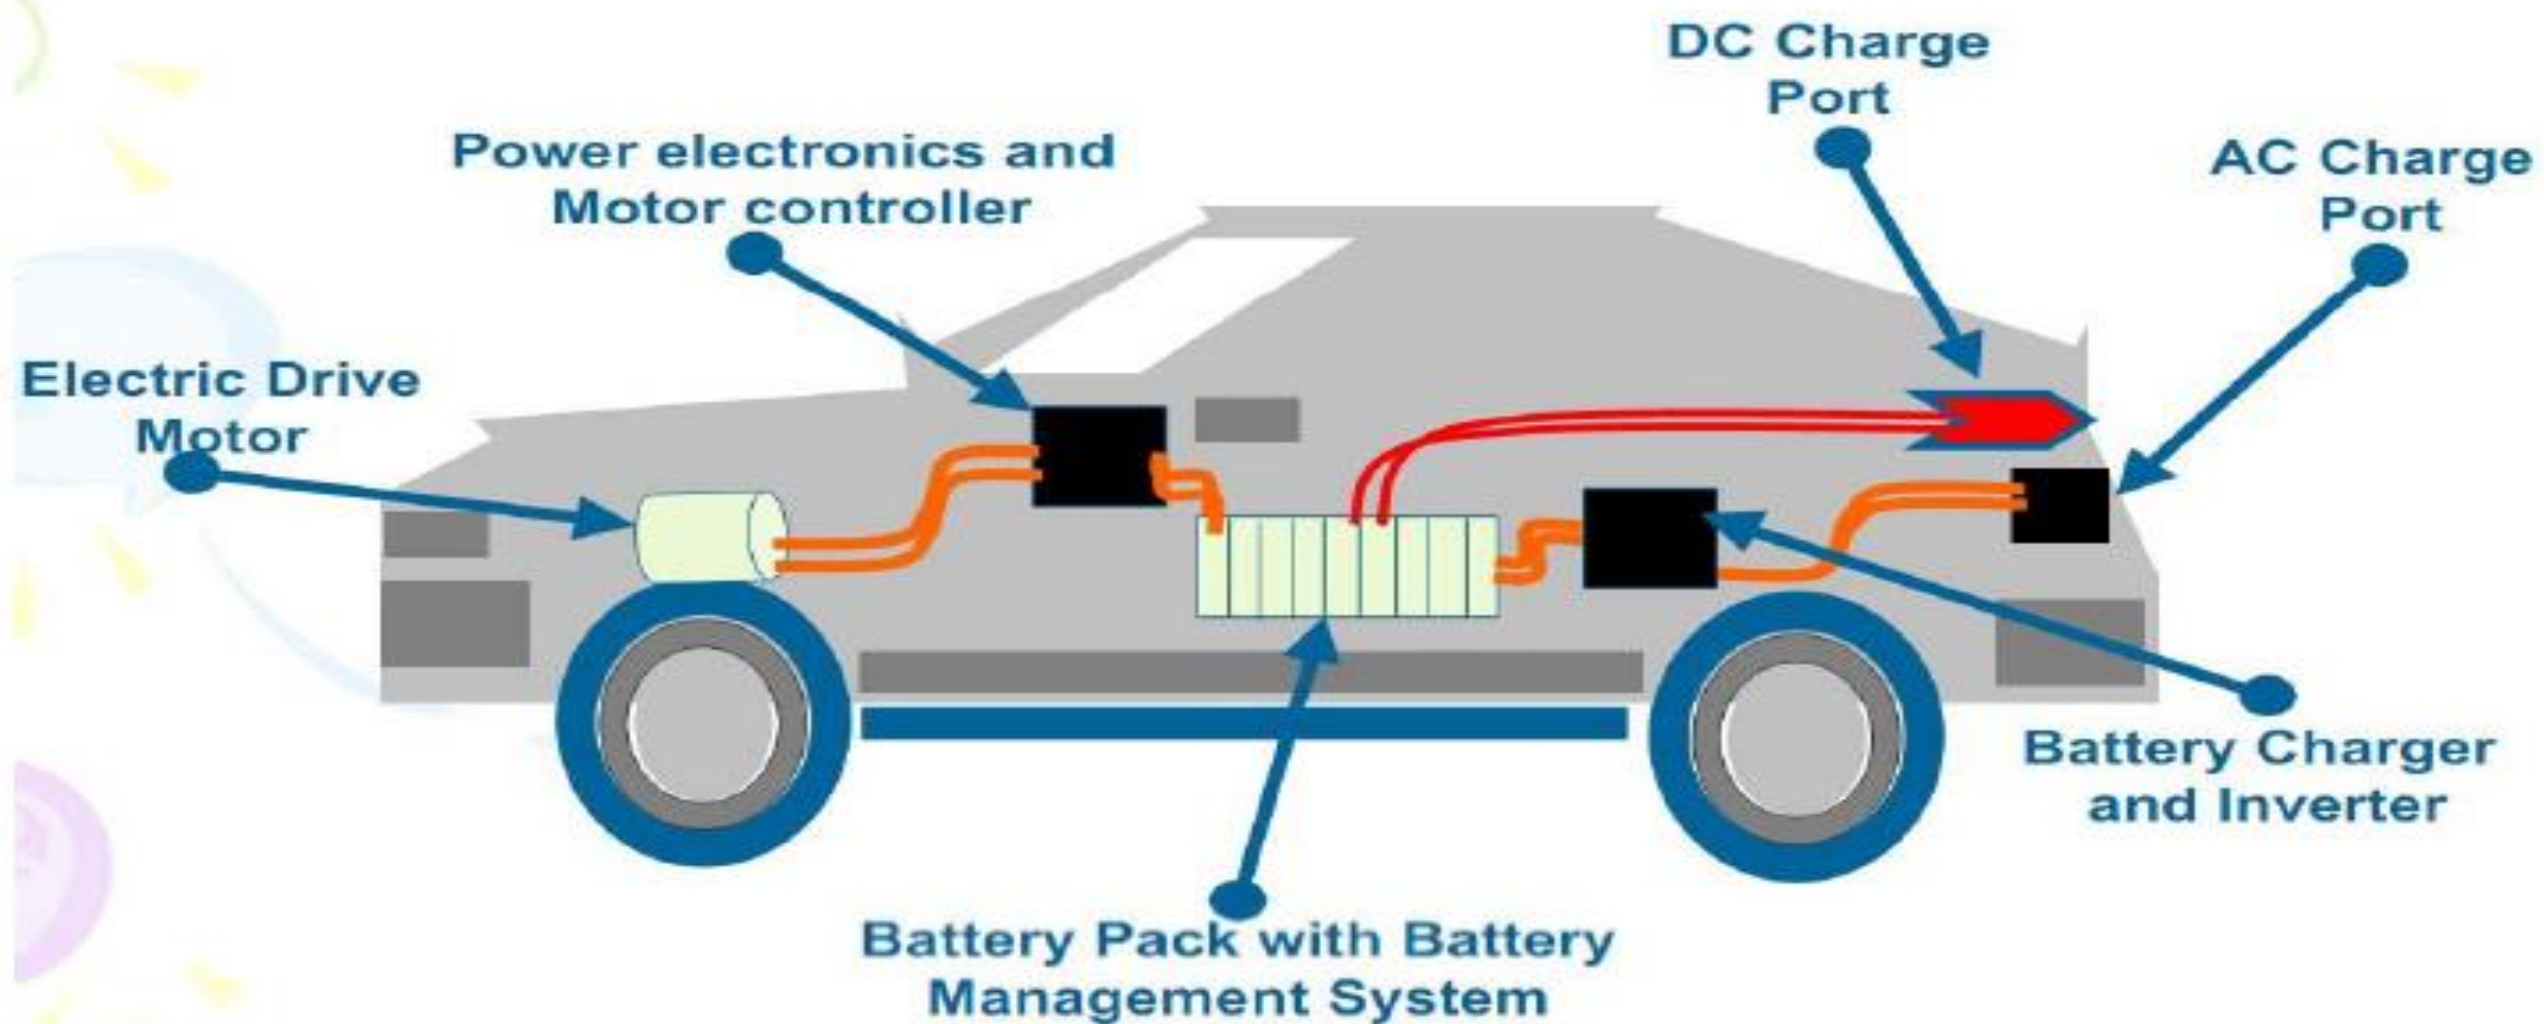 DC Charge
Port
AC Charge
Port
Power electronics and
Motor controller
Electric Drive
Motor
Battery Charger
and Inverter
Battery Pack with Battery
Management System